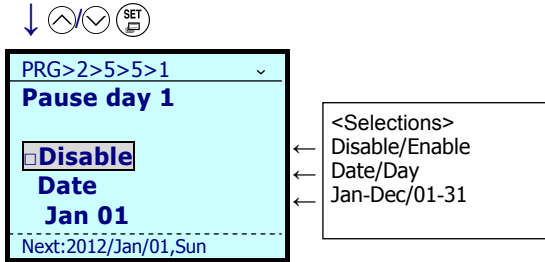 ↓ / SET
PRG>2>5>5>1
Pause day 1
□Disable
Date
Jan 01
Next:2012/Jan/01,Sun
<Selections>
← Disable/Enable
← Date/Day
← Jan-Dec/01-31